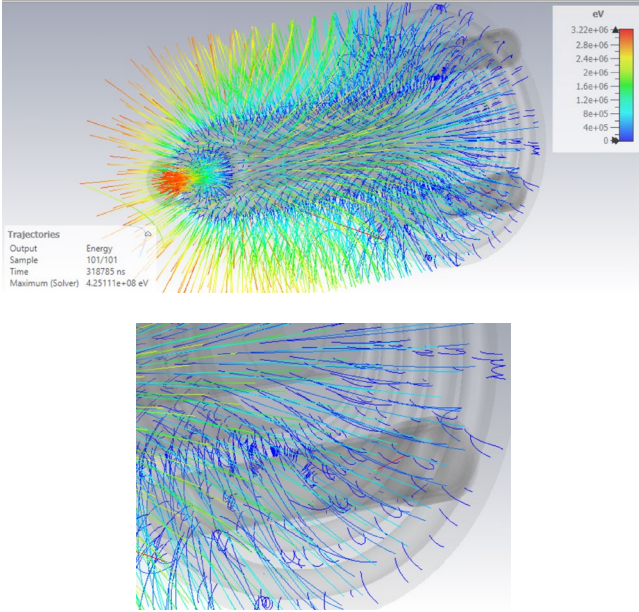 eV
3.22e+06
2.8e+06
2.4e+06
2e+06
1.6e+06
1.2e+06
8e+05
4e+05
0
Trajectories
Output Energy
Sample 101/101
Time 318785 ns
Maximum (Solver) 4.25111e+08 eV